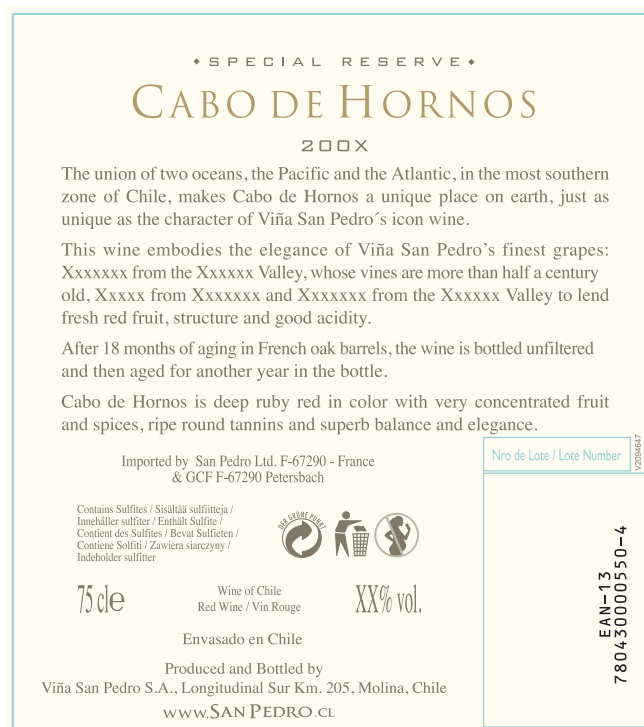 SPECIAL RESERVE
CABO DE HORNOS
200X
The union of two oceans, the Pacific and the Atlantic, in the most southern
zone of Chile, makes Cabo de Hornos a unique place on earth, just as
unique as the character of Viña San Pedro´s icon wine.
This wine embodies the elegance of Viña San Pedro's finest grapes:
Xxxxxxx from the Xxxxxx Valley, whose vines are more than half a century
old, Xxxxx from Xxxxxxx and Xxxxxxx from the Xxxxxx Valley to lend
fresh red fruit, structure and good acidity.
After 18 months of aging in French oak barrels, the wine is bottled unfiltered
and then aged for another year in the bottle.
Cabo de Hornos is deep ruby red in color with very concentrated fruit
and spices, ripe round tannins and superb balance and elegance.
Imported by San Pedro Ltd. F-67290 - France
& GCF F-67290 Petersbach
Nro de Lote / Lote Number
V2094647
Contains Sulfites / Sisältää sulfiitteja /
Innehåller sulfiter / Enthält Sulfite /
Contient des Sulfites / Bevat Sulfieten /
Contiene Solfiti / Zawiera siarczyny /
Indeholder sulfitter
DER GRÜNE PUNKT
75 cl e
Wine of Chile
Red Wine / Vin Rouge
XX% vol.
EAN-13
780430000550-4
Envasado en Chile
Produced and Bottled by
Viña San Pedro S.A., Longitudinal Sur Km. 205, Molina, Chile
WWW.SAN PEDRO.CL